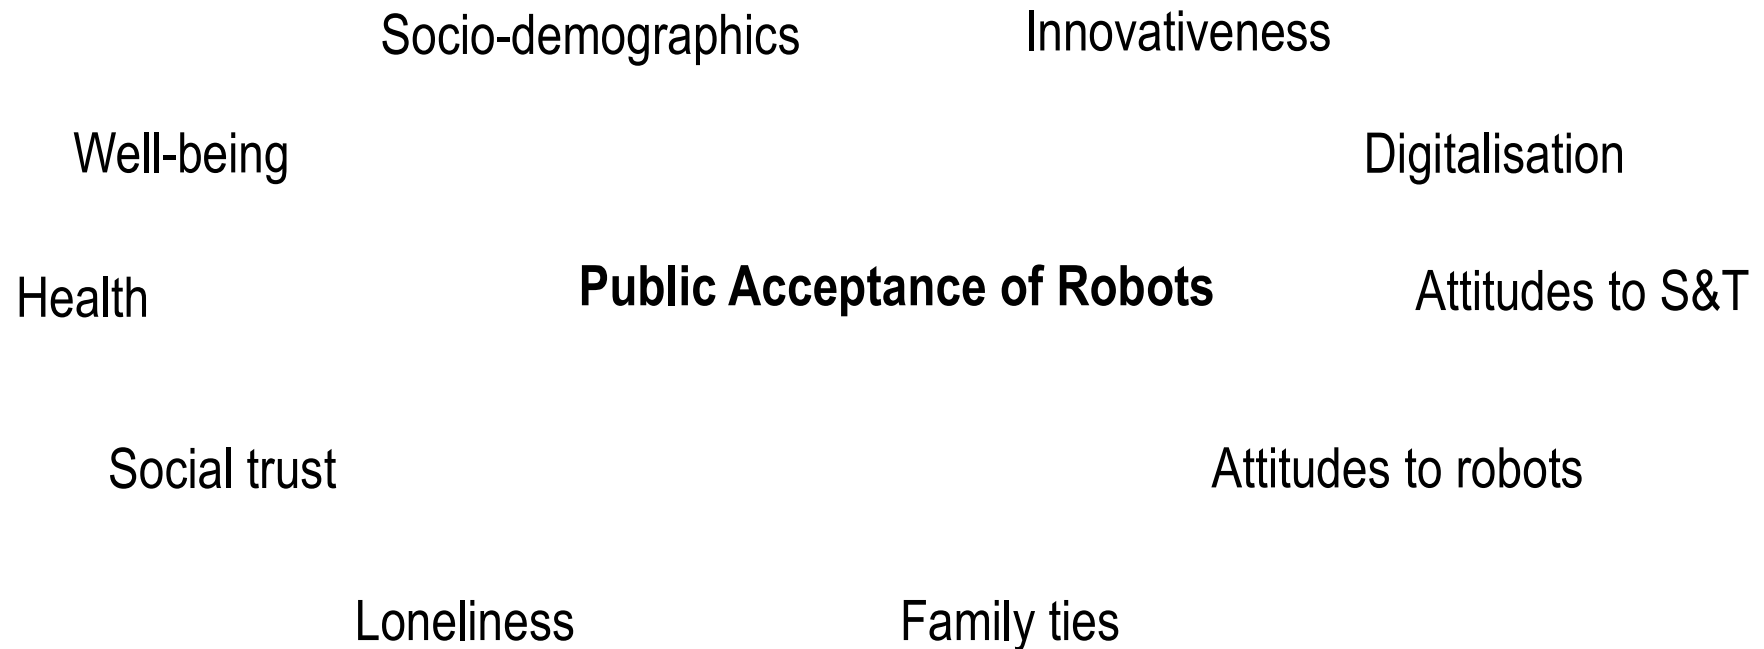 Socio-demographics
Innovativeness
Well-being
Digitalisation
Health
Public Acceptance of Robots
Attitudes to S&T
Social trust
Attitudes to robots
Loneliness
Family ties